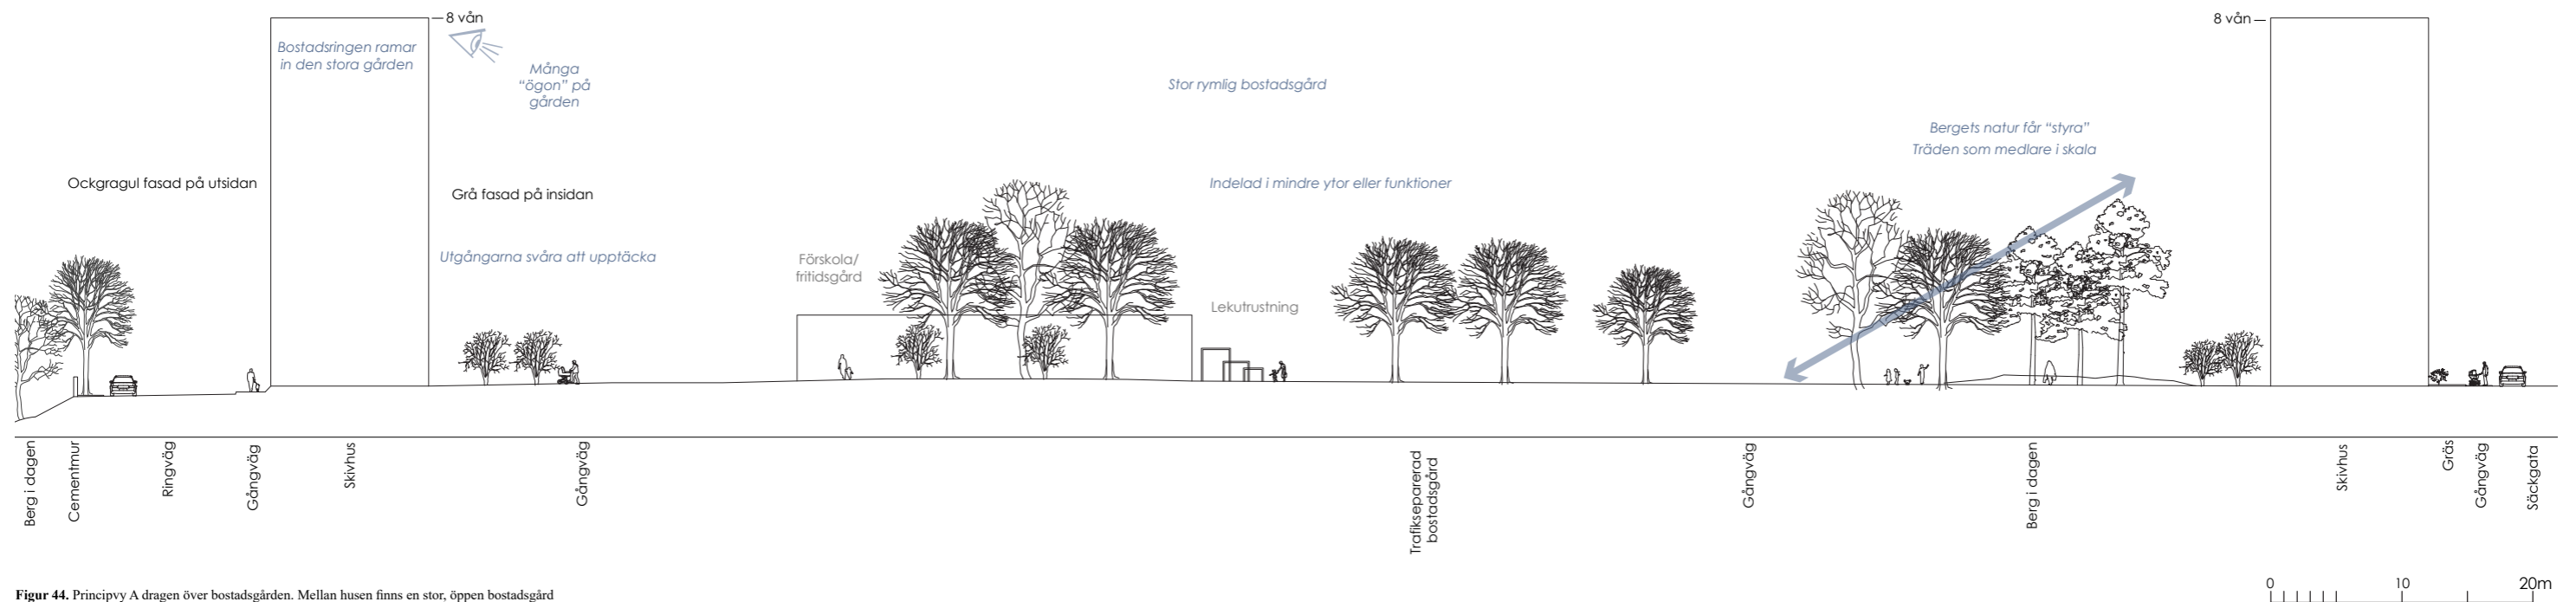 8 vån
8 vån
Bostadsringen ramar
in den stora gården
Många
“ögon” på
gården
Stor rymlig bostadsgård
Bergets natur får “styra”
Träden som medlare i skala
Ockgragul fasad på utsidan
Grå fasad på insidan
Indelad i mindre ytor eller funktioner
Utgångarna svåra att upptäcka
Förskola/
fritidsgård
Lekutrustning
Berg i dagen
Cementmur
Ringväg
Gångväg
Skivhus
Gångväg
Trafikseparerad
bostadsgård
Gångväg
Berg i dagen
Skivhus
Gräs
Gångväg
Säckgata
0 10 20m
Figur 44. Principvy A dragen över bostadsgården. Mellan husen finns en stor, öppen bostadsgård